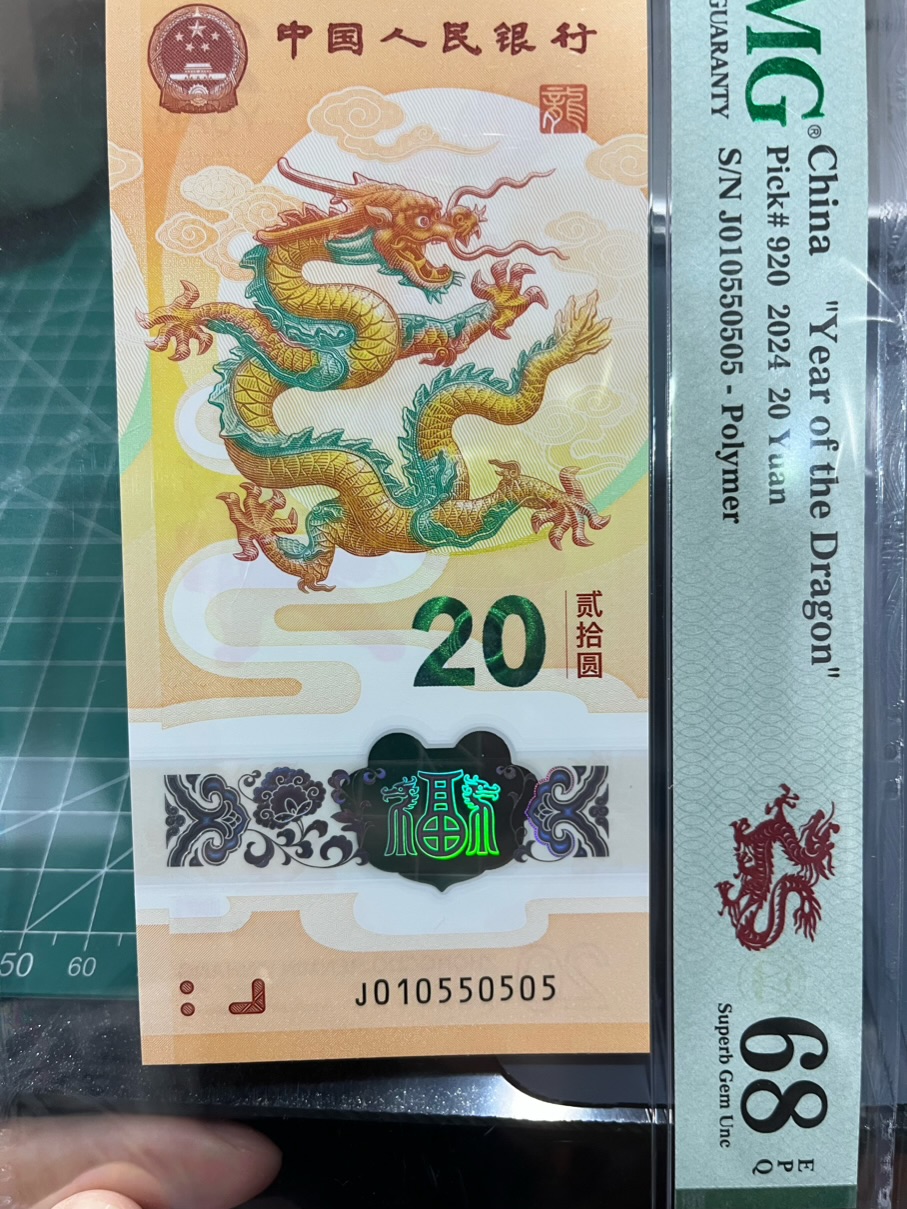 中国人民银行
龍
20
贰拾圆
福
J010550505
50
60
MG®
GUARANTY
China "Year of the Dragon"
Pick# 920 2024 20 Yuan
S/N J010550505 - Polymer
68
EPQ
Superb Gem Unc